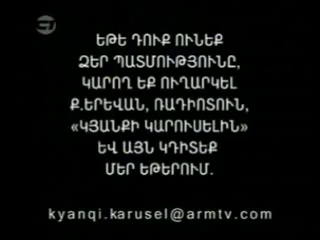 ԵԹԵ ԴՈՒՔ ՈՒՆԵՔ
ՁԵՐ ՊԱՏՄՈՒԹՅՈՒՆԸ,
ԿԱՐՈՂ ԵՔ ՈՒՂԱՐԿԵԼ
Ք.ԵՐԵՎԱՆ, ՌԱԴԻՈՏՈՒՆ,
«ԿՅԱՆՔԻ ԿԱՐՈՒՍԵԼԻՆ»
ԵՎ ԱՅՆ ԿԴԻՏԵՔ
ՄԵՐ ԵԹԵՐՈՒՄ.
kyanqi.karusel@armtv.com